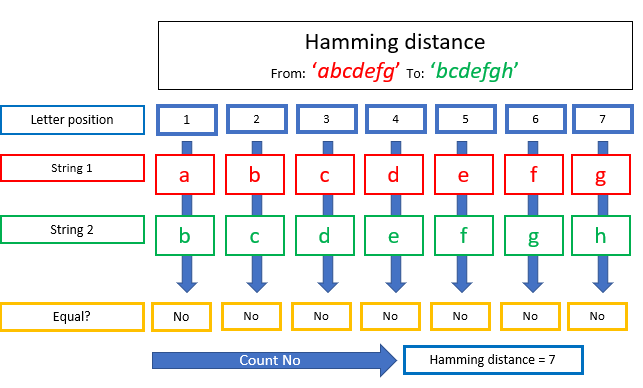 Hamming distance
From: ‘abcdefg’ To: ‘bcdefgh’
Letter position 1 2 3 4 5 6 7
String 1 a b c d e f g
String 2 b c d e f g h
Equal? No No No No No No No
Count No Hamming distance = 7